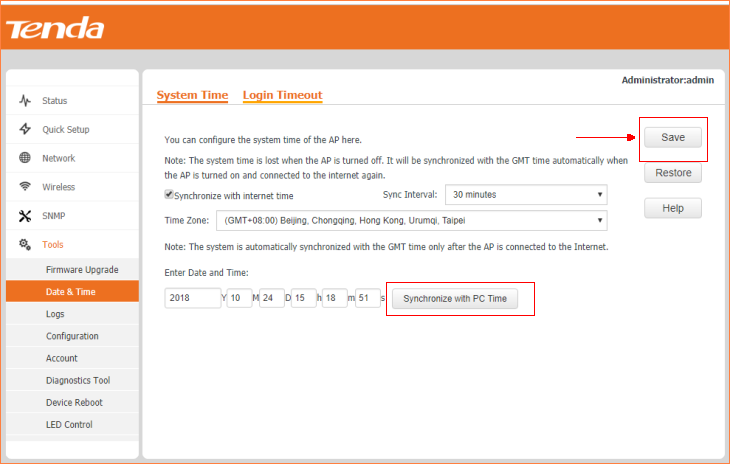 Tenda
Administrator:admin
System Time Login Timeout
Status
Quick Setup
Network
Wireless
SNMP
Tools
Firmware Upgrade
Date & Time
Logs
Configuration
Account
Diagnostics Tool
Device Reboot
LED Control
You can configure the system time of the AP here.
Note: The system time is lost when the AP is turned off. It will be synchronized with the GMT time automatically when
the AP is turned on and connected to the internet again.
Synchronize with internet time Sync Interval: 30 minutes
Time Zone: (GMT+08:00) Beijing, Chongqing, Hong Kong, Urumqi, Taipei
Note: The system is automatically synchronized with the GMT time only after the AP is connected to the Internet.
Enter Date and Time:
2018 Y 10 M 24 D 15 h 18 m 51 s Synchronize with PC Time
Save
Restore
Help